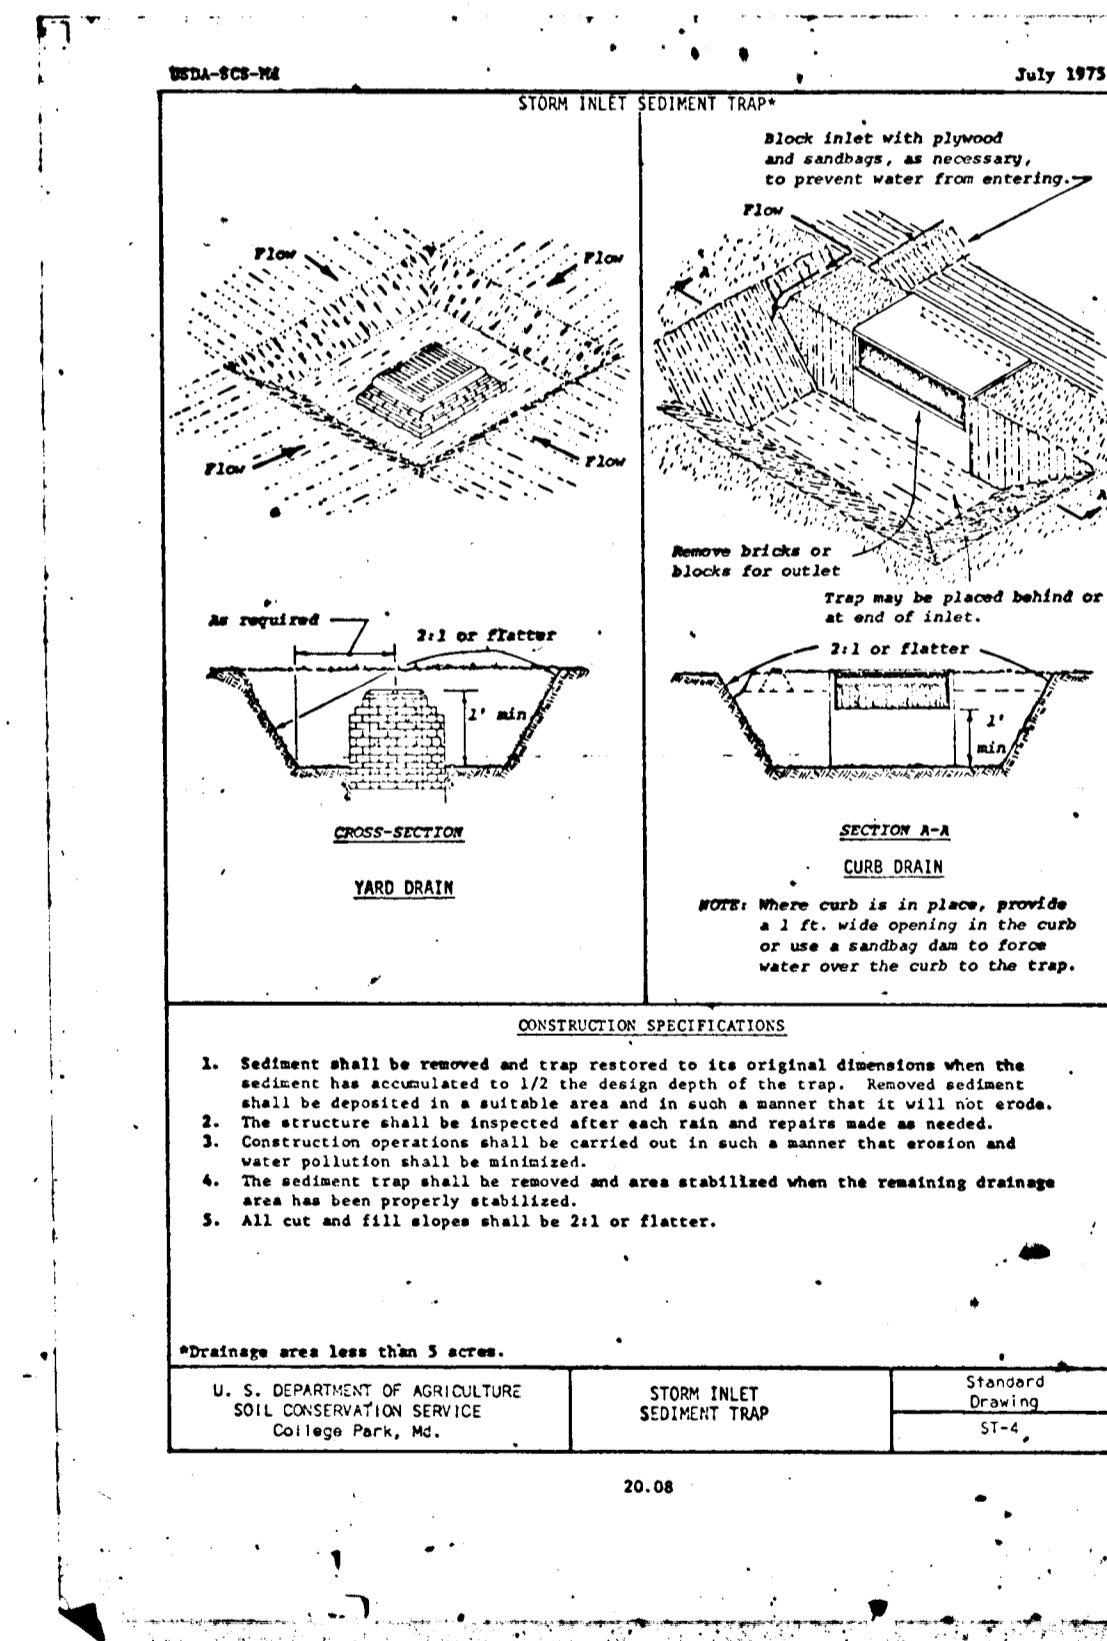 USDA-SCS-Md
July 1975
STORM INLET SEDIMENT TRAP*
Flow
Flow
Flow
Flow
As required
2:1 or flatter
1' min
CROSS-SECTION
YARD DRAIN
Block inlet with plywood
and sandbags, as necessary,
to prevent water from entering.
Flow
A
A
Remove bricks or
blocks for outlet
Trap may be placed behind or
at end of inlet.
2:1 or flatter
1'
min
SECTION A-A
CURB DRAIN
NOTE: Where curb is in place, provide
a 1 ft. wide opening in the curb
or use a sandbag dam to force
water over the curb to the trap.
CONSTRUCTION SPECIFICATIONS
1. Sediment shall be removed and trap restored to its original dimensions when the
sediment has accumulated to 1/2 the design depth of the trap. Removed sediment
shall be deposited in a suitable area and in such a manner that it will not erode.
2. The structure shall be inspected after each rain and repairs made as needed.
3. Construction operations shall be carried out in such a manner that erosion and
water pollution shall be minimized.
4. The sediment trap shall be removed and area stabilized when the remaining drainage
area has been properly stabilized.
5. All cut and fill slopes shall be 2:1 or flatter.
*Drainage area less than 5 acres.
U. S. DEPARTMENT OF AGRICULTURE
SOIL CONSERVATION SERVICE
College Park, Md.
STORM INLET
SEDIMENT TRAP
Standard
Drawing
ST-4
20.08